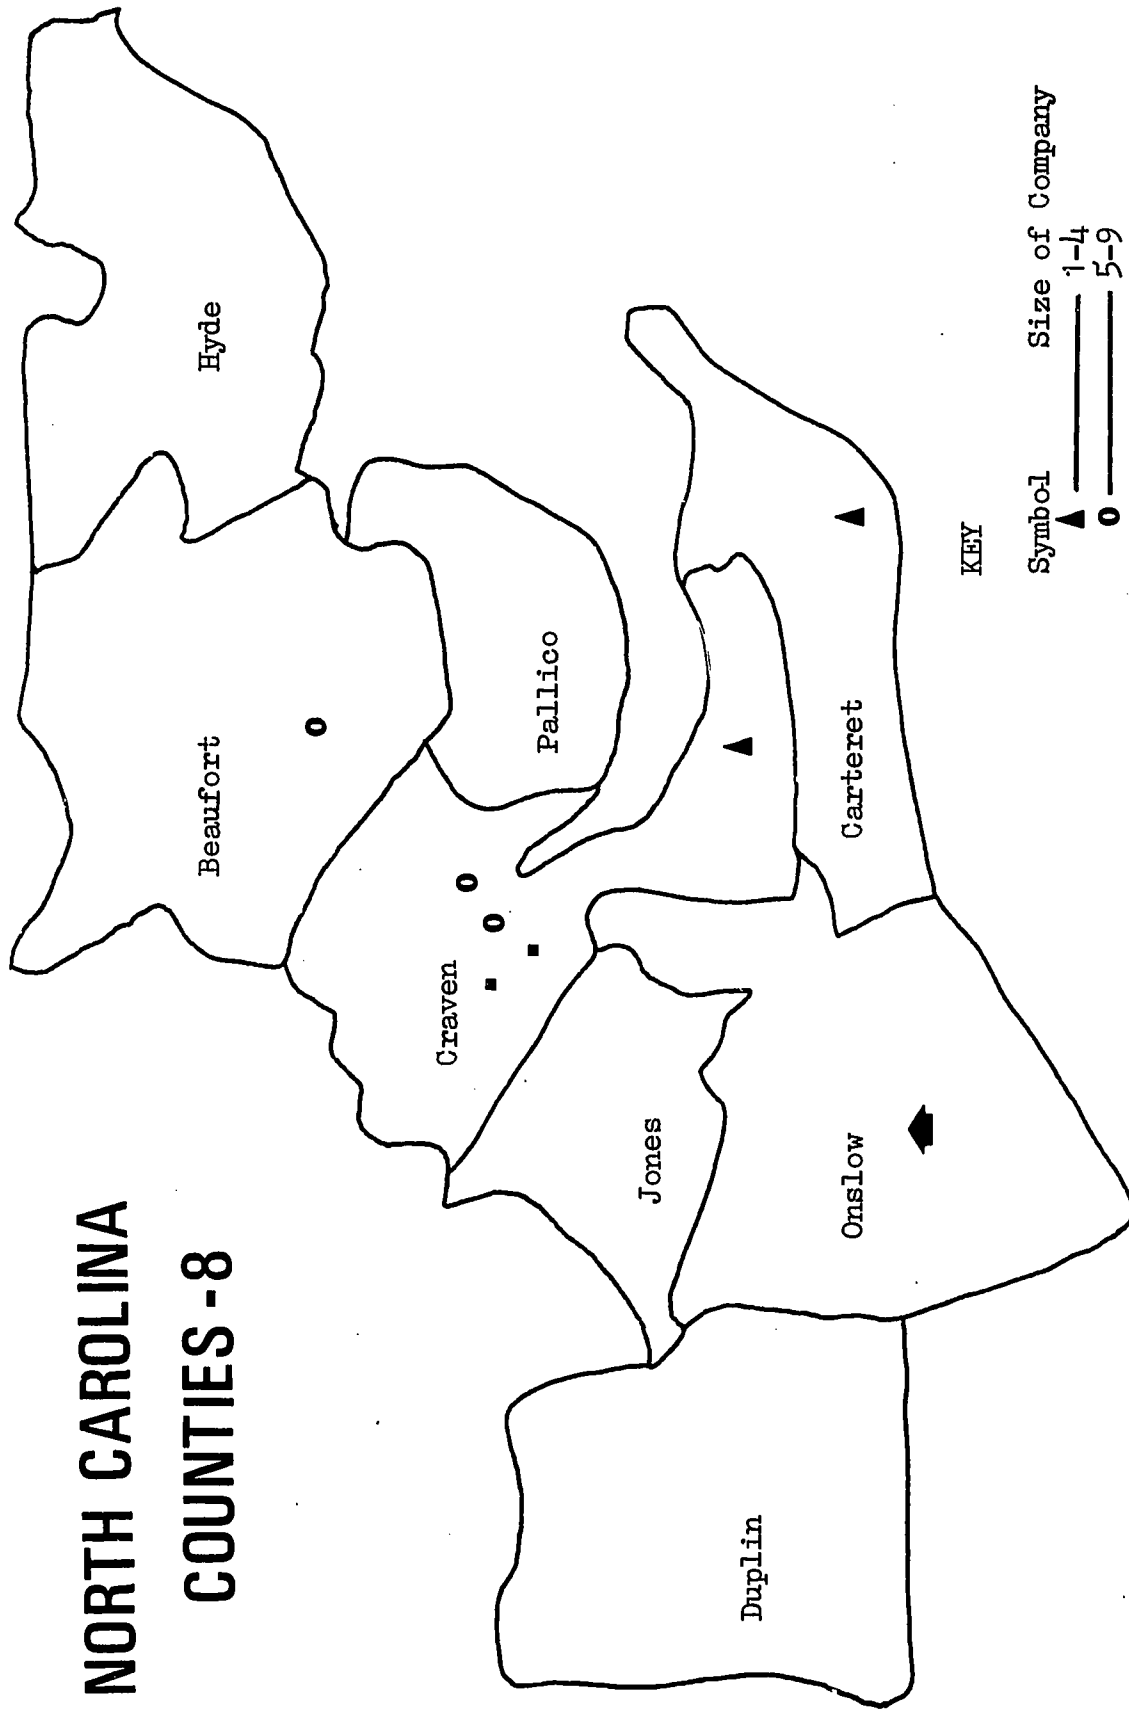 NORTH CAROLINA
COUNTIES-8
Hyde
Beaufort
Pallico
Craven
Carteret
Jones
Onslow
Duplin
KEY
Symbol Size of Company
1-4
O 5-9